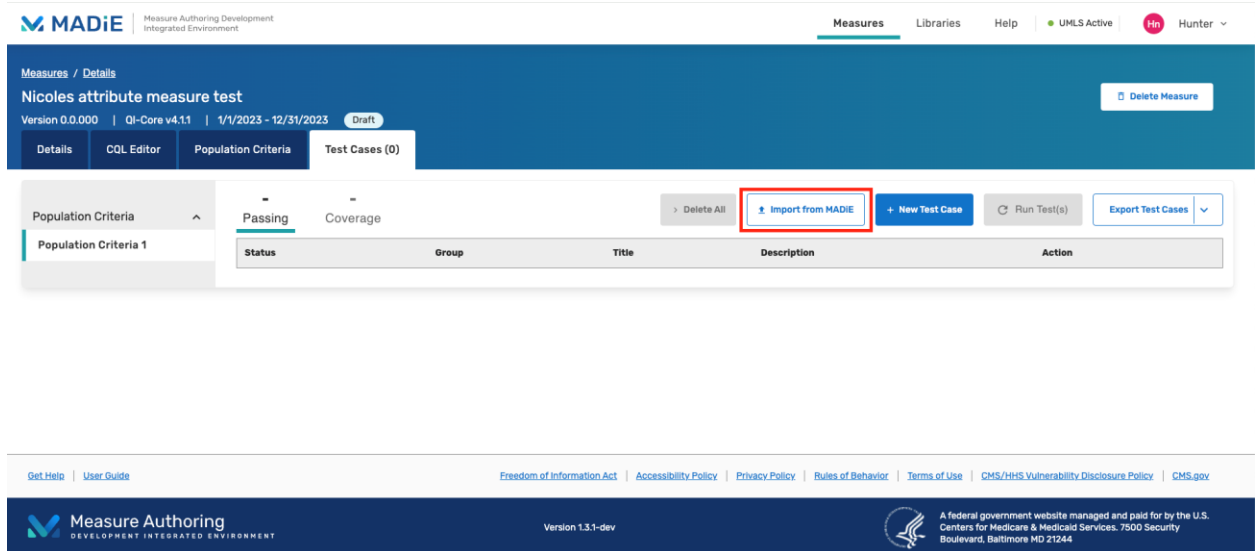 MADiE
Measure Authoring Development
Integrated Environment
Measures
Libraries
Help
UMLS Active
Hn
Hunter
Measures / Details
Nicoles attribute measure test
Version 0.0.000 | QI-Core v4.1.1 | 1/1/2023 - 12/31/2023 Draft
Delete Measure
Details
CQL Editor
Population Criteria
Test Cases (0)
Population Criteria
Population Criteria 1
-
Passing
-
Coverage
> Delete All
Import from MADiE
+ New Test Case
Run Test(s)
Export Test Cases
Status
Group
Title
Description
Action
Get Help | User Guide
Freedom of Information Act | Accessibility Policy | Privacy Policy | Rules of Behavior | Terms of Use | CMS/HHS Vulnerability Disclosure Policy | CMS.gov
Measure Authoring
DEVELOPMENT INTEGRATED ENVIRONMENT
Version 1.3.1-dev
A federal government website managed and paid for by the U.S.
Centers for Medicare & Medicaid Services. 7500 Security
Boulevard, Baltimore MD 21244